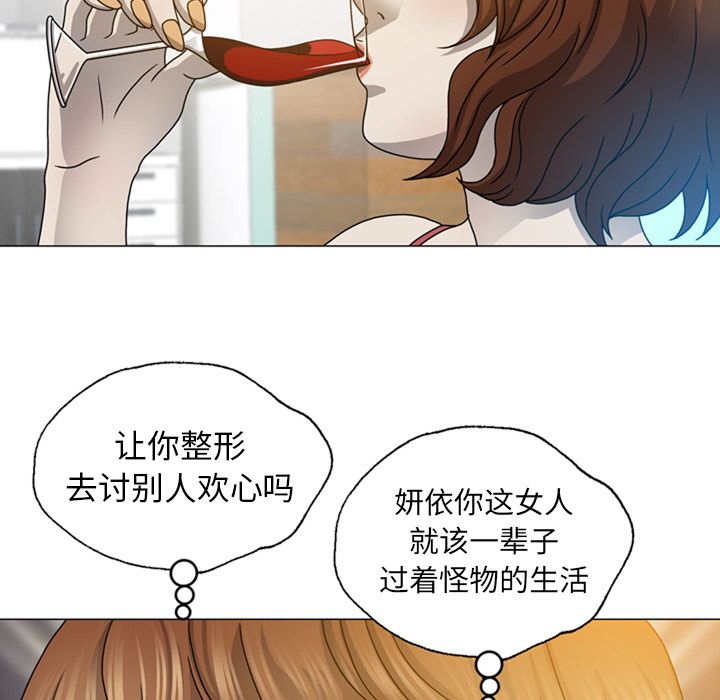 让你整形
去讨别人欢心吗
妍依你这女人
就该一辈子
过着怪物的生活